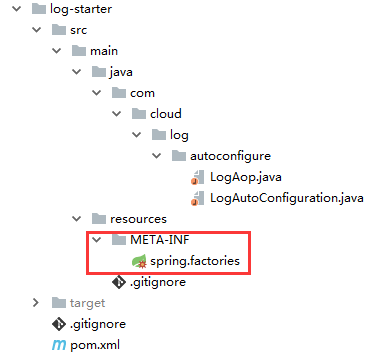 log-starter
src
main
java
com
cloud
log
autoconfigure
LogAop.java
LogAutoConfiguration.java
resources
META-INF
spring.factories
.gitignore
target
.gitignore
pom.xml